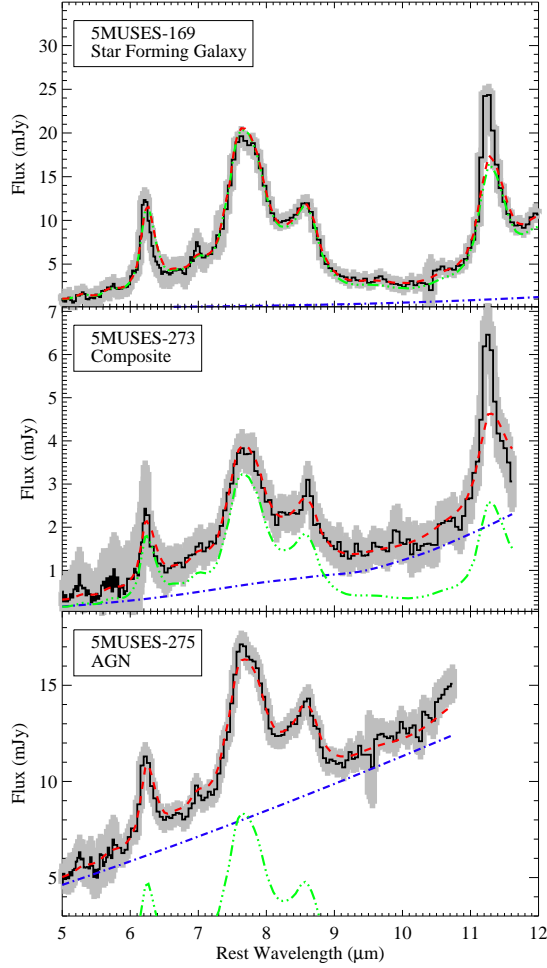 5MUSES-169
Star Forming Galaxy
30
25
20
15
10
5
Flux (mJy)
5MUSES-273
Composite
7
6
5
4
3
2
1
Flux (mJy)
5MUSES-275
AGN
15
10
5
Flux (mJy)
5 6 7 8 9 10 11 12
Rest Wavelength (μm)